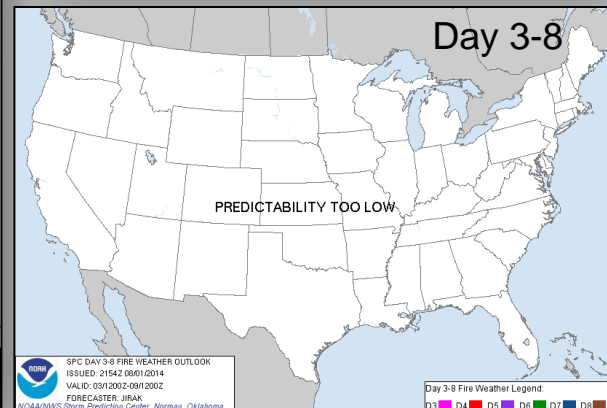 Day 3-8
PREDICTABILITY TOO LOW
NOAA
SPC DAY 3-8 FIRE WEATHER OUTLOOK
ISSUED: 2154Z 08/01/2014
VALID: 03/1200Z-09/1200Z
FORECASTER: JIRAK
NOAA/NWS Storm Prediction Center, Norman, Oklahoma
Day 3-8 Fire Weather Legend:
D3 D4 D5 D6 D7 D8